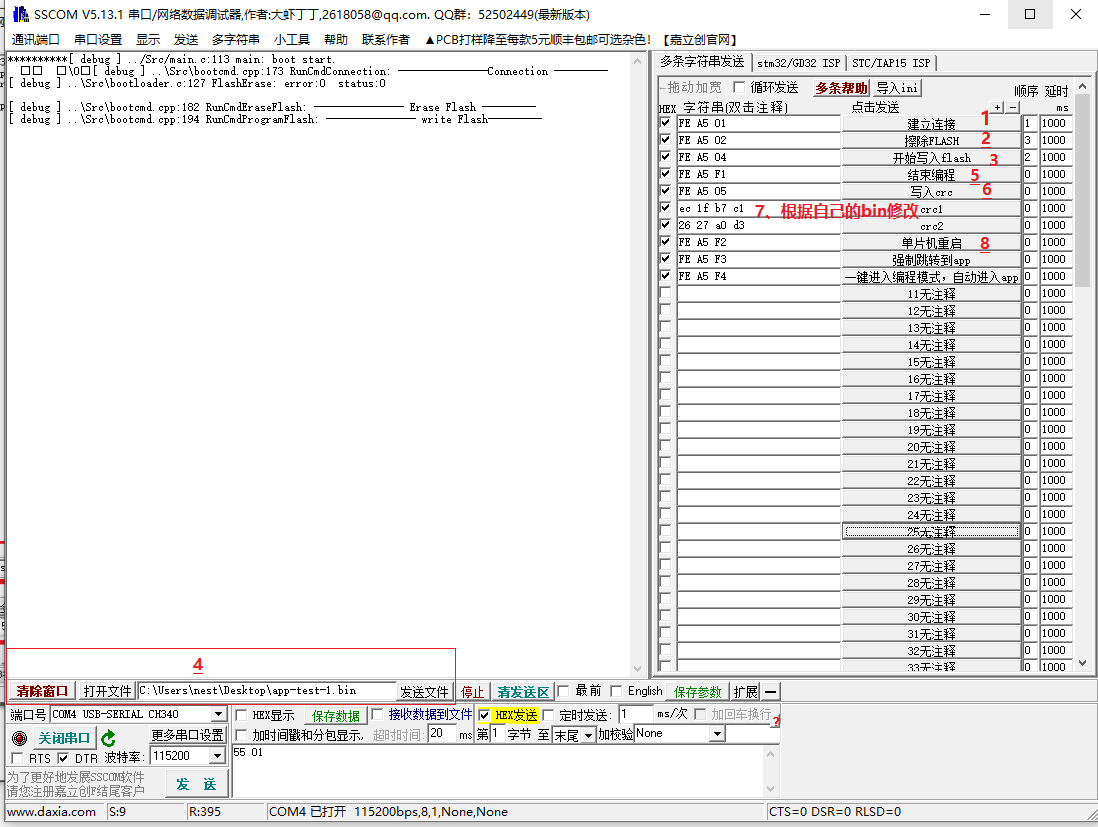 SSCOM V5.13.1 串口/网络数据调试器,作者:大虾丁丁,2618058@qq.com. QQ群: 52502449(最新版本)
通讯端口 串口设置 显示 发送 多字符串 小工具 帮助 联系作者 ▲PCB打样降至每款5元顺丰包邮可选杂色!【嘉立创官网】
**********[ debug ] ../Src/main.c:113 main: boot start.
□□ □\0□[ debug ] ..\Src\bootcmd.cpp:173 RunCmdConnection: ——————————Connection ——————
[ debug ] ..\Src\bootloader.c:127 FlashErase: error:0 status:0
[ debug ] ..\Src\bootcmd.cpp:182 RunCmdEraseFlash: —————————— Erase Flash ——————
[ debug ] ..\Src\bootcmd.cpp:194 RunCmdProgramFlash: —————————— write Flash——————
多条字符串发送 stm32/GD32 ISP STC/IAP15 ISP
拖动加宽 循环发送 多条帮助 导入ini 顺序 延时
HEX 字符串(双击注释) 点击发送 + − ms
FE A5 01 建立连接 1 1 1000
FE A5 02 擦除FLASH 2 3 1000
FE A5 04 开始写入flash 3 2 1000
FE A5 F1 结束编程 5 0 1000
FE A5 05 写入crc 6 0 1000
ec 1f b7 c1 7、根据自己的bin修改 crc1 0 1000
26 27 a0 d3 crc2 0 1000
FE A5 F2 单片机重启 8 0 1000
FE A5 F3 强制跳转到app 0 1000
FE A5 F4 一键进入编程模式，自动进入app 0 1000
11无注释 0 1000
12无注释 0 1000
13无注释 0 1000
14无注释 0 1000
15无注释 0 1000
16无注释 0 1000
17无注释 0 1000
18无注释 0 1000
19无注释 0 1000
20无注释 0 1000
21无注释 0 1000
22无注释 0 1000
23无注释 0 1000
24无注释 0 1000
25无注释 0 1000
26无注释 0 1000
27无注释 0 1000
28无注释 0 1000
29无注释 0 1000
30无注释 0 1000
31无注释 0 1000
32无注释 0 1000
33无注释 0 1000
4
清除窗口 打开文件 C:\Users\nest\Desktop\app-test-1.bin 发送文件 停止 清发送区 最前 English 保存参数 扩展 —
端口号 COM4 USB-SERIAL CH340 HEX显示 保存数据 接收数据到文件 HEX发送 定时发送: 1 ms/次 加回车换行 ?
关闭串口 更多串口设置 加时间戳和分包显示, 超时时间: 20 ms 第 1 字节 至 末尾 加校验 None
RTS DTR 波特率: 115200
55 01
为了更好地发展SSCOM软件
请您注册嘉立创F结尾客户
发 送
www.daxia.com S:9 R:395 COM4 已打开 115200bps,8,1,None,None CTS=0 DSR=0 RLSD=0